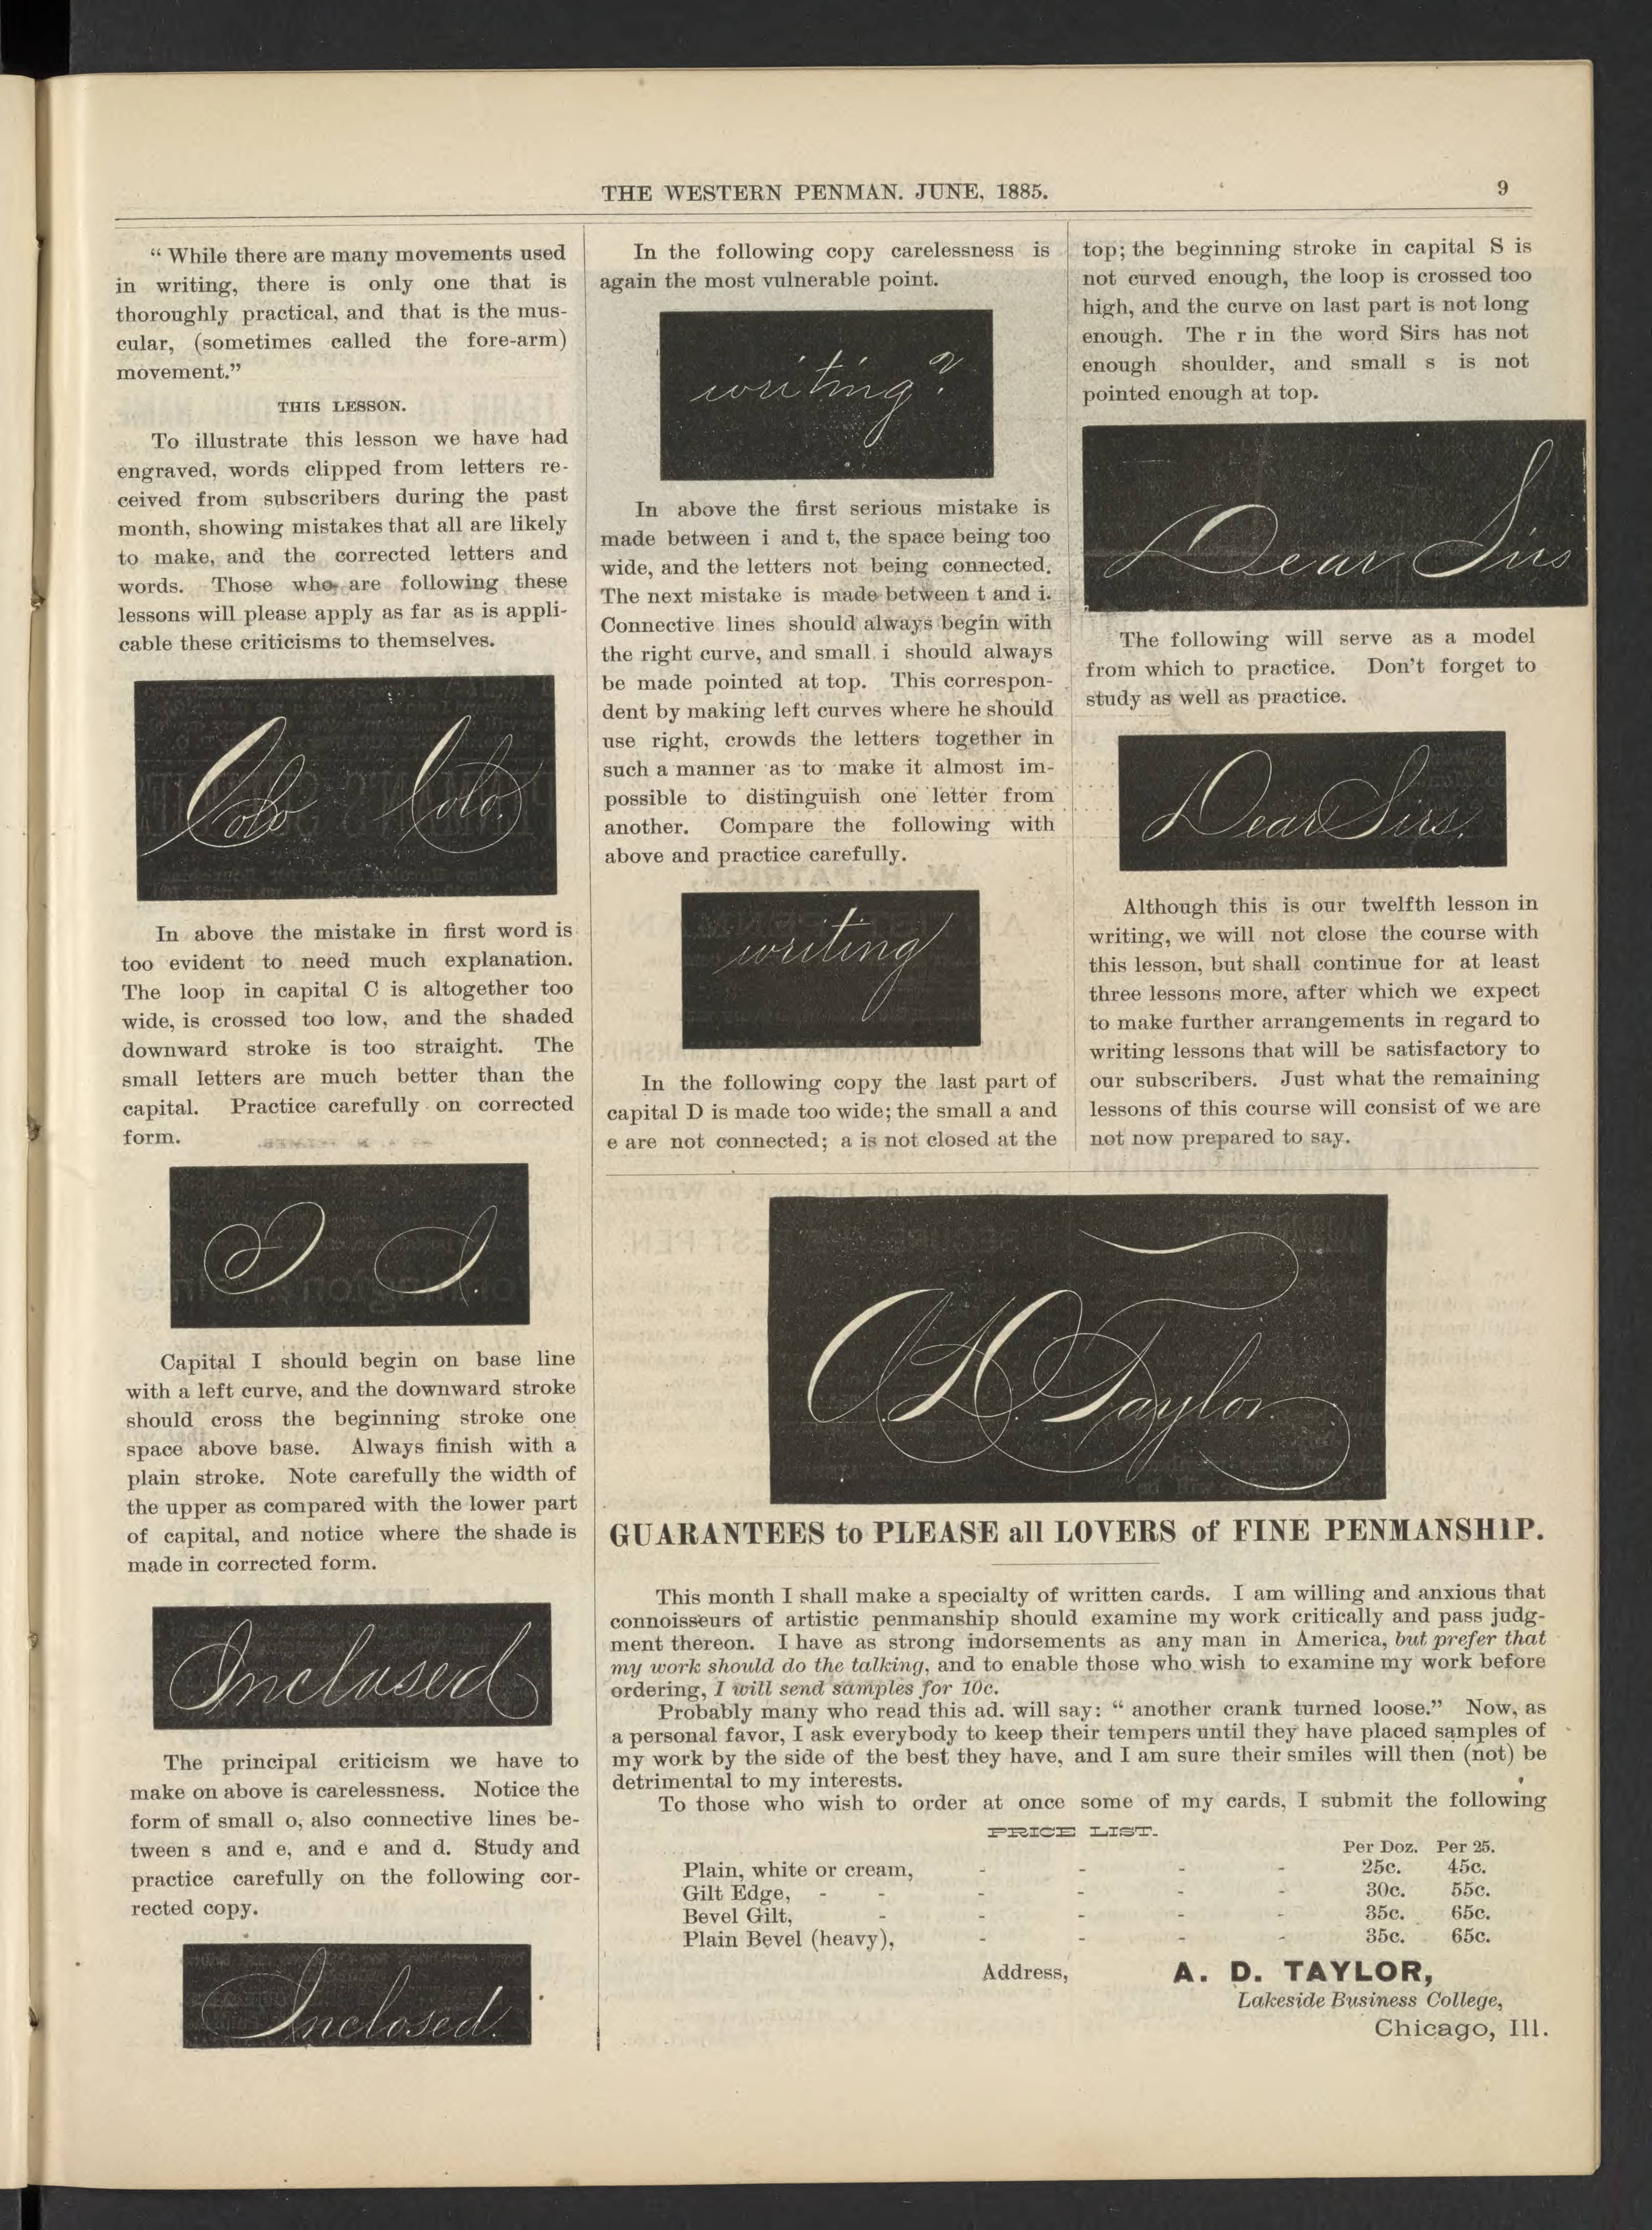 THE WESTERN PENMAN. JUNE, 1885.
9
“ While there are many movements used
in writing, there is only one that is
thoroughly practical, and that is the mus-
cular, (sometimes called the fore-arm)
movement.”
THIS LESSON.
To illustrate this lesson we have had
engraved, words clipped from letters re-
ceived from subscribers during the past
month, showing mistakes that all are likely
to make, and the corrected letters and
words. Those who are following these
lessons will please apply as far as is appli-
cable these criticisms to themselves.
Colo Colo.
In above the mistake in first word is
too evident to need much explanation.
The loop in capital C is altogether too
wide, is crossed too low, and the shaded
downward stroke is too straight. The
small letters are much better than the
capital. Practice carefully on corrected
form.
I I
Capital I should begin on base line
with a left curve, and the downward stroke
should cross the beginning stroke one
space above base. Always finish with a
plain stroke. Note carefully the width of
the upper as compared with the lower part
of capital, and notice where the shade is
made in corrected form.
Inclosed
The principal criticism we have to
make on above is carelessness. Notice the
form of small o, also connective lines be-
tween s and e, and e and d. Study and
practice carefully on the following cor-
rected copy.
Inclosed.
In the following copy carelessness is
again the most vulnerable point.
writing?
In above the first serious mistake is
made between i and t, the space being too
wide, and the letters not being connected.
The next mistake is made between t and i.
Connective lines should always begin with
the right curve, and small i should always
be made pointed at top. This correspon-
dent by making left curves where he should
use right, crowds the letters together in
such a manner as to make it almost im-
possible to distinguish one letter from
another. Compare the following with
above and practice carefully.
writing
In the following copy the last part of
capital D is made too wide; the small a and
e are not connected; a is not closed at the
top; the beginning stroke in capital S is
not curved enough, the loop is crossed too
high, and the curve on last part is not long
enough. The r in the word Sirs has not
enough shoulder, and small s is not
pointed enough at top.
Dear Sirs
The following will serve as a model
from which to practice. Don’t forget to
study as well as practice.
Dear Sirs.
Although this is our twelfth lesson in
writing, we will not close the course with
this lesson, but shall continue for at least
three lessons more, after which we expect
to make further arrangements in regard to
writing lessons that will be satisfactory to
our subscribers. Just what the remaining
lessons of this course will consist of we are
not now prepared to say.
A. D. Taylor
GUARANTEES to PLEASE all LOVERS of FINE PENMANSHIP.
This month I shall make a specialty of written cards. I am willing and anxious that
connoisseurs of artistic penmanship should examine my work critically and pass judg-
ment thereon. I have as strong indorsements as any man in America, but prefer that
my work should do the talking, and to enable those who wish to examine my work before
ordering, I will send samples for 10c.
Probably many who read this ad. will say: “ another crank turned loose.” Now, as
a personal favor, I ask everybody to keep their tempers until they have placed samples of
my work by the side of the best they have, and I am sure their smiles will then (not) be
detrimental to my interests.
To those who wish to order at once some of my cards, I submit the following
PRICE LIST.
Per Doz. Per 25.
Plain, white or cream, - - - - 25c. 45c.
Gilt Edge, - - - - - - 30c. 55c.
Bevel Gilt, - - - - - 35c. 65c.
Plain Bevel (heavy), - - - - 35c. 65c.
Address, A. D. TAYLOR,
Lakeside Business College,
Chicago, Ill.